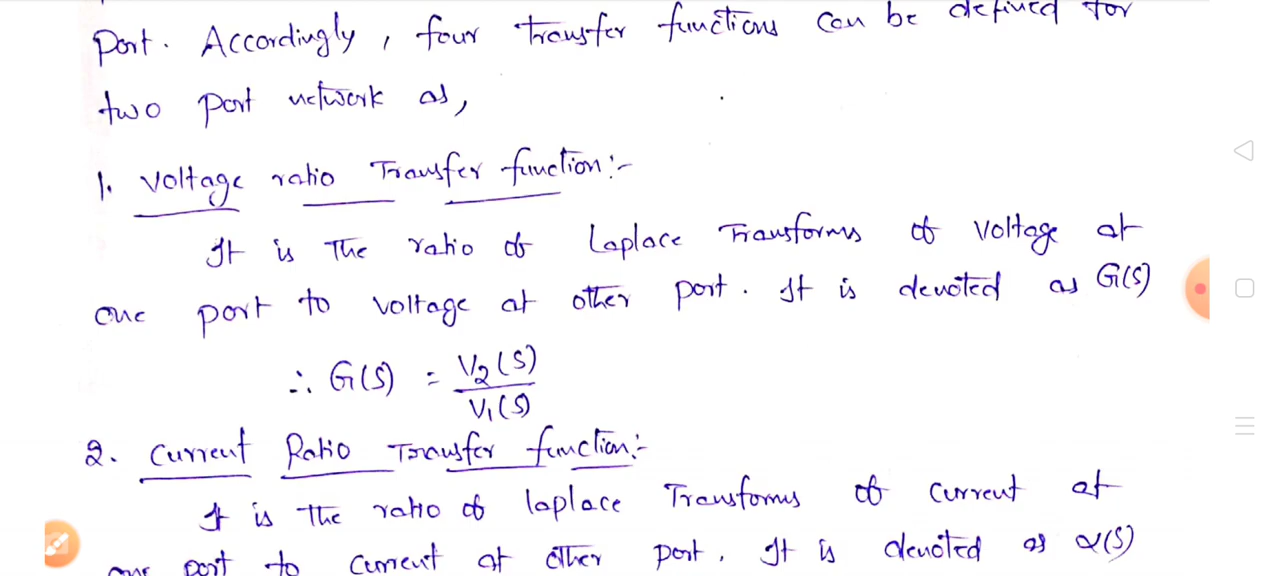 port. Accordingly, four transfer functions can be defined for
two port network as,
1. Voltage ratio Transfer function:-
It is the ratio of Laplace Transforms of voltage at
one port to voltage at other port. It is denoted as G(S)
∴ G(S) = V₂(S)/V₁(S)
2. Current Ratio Transfer function:-
It is the ratio of laplace Transforms of current at
one port to current at other port. It is denoted as α(S)